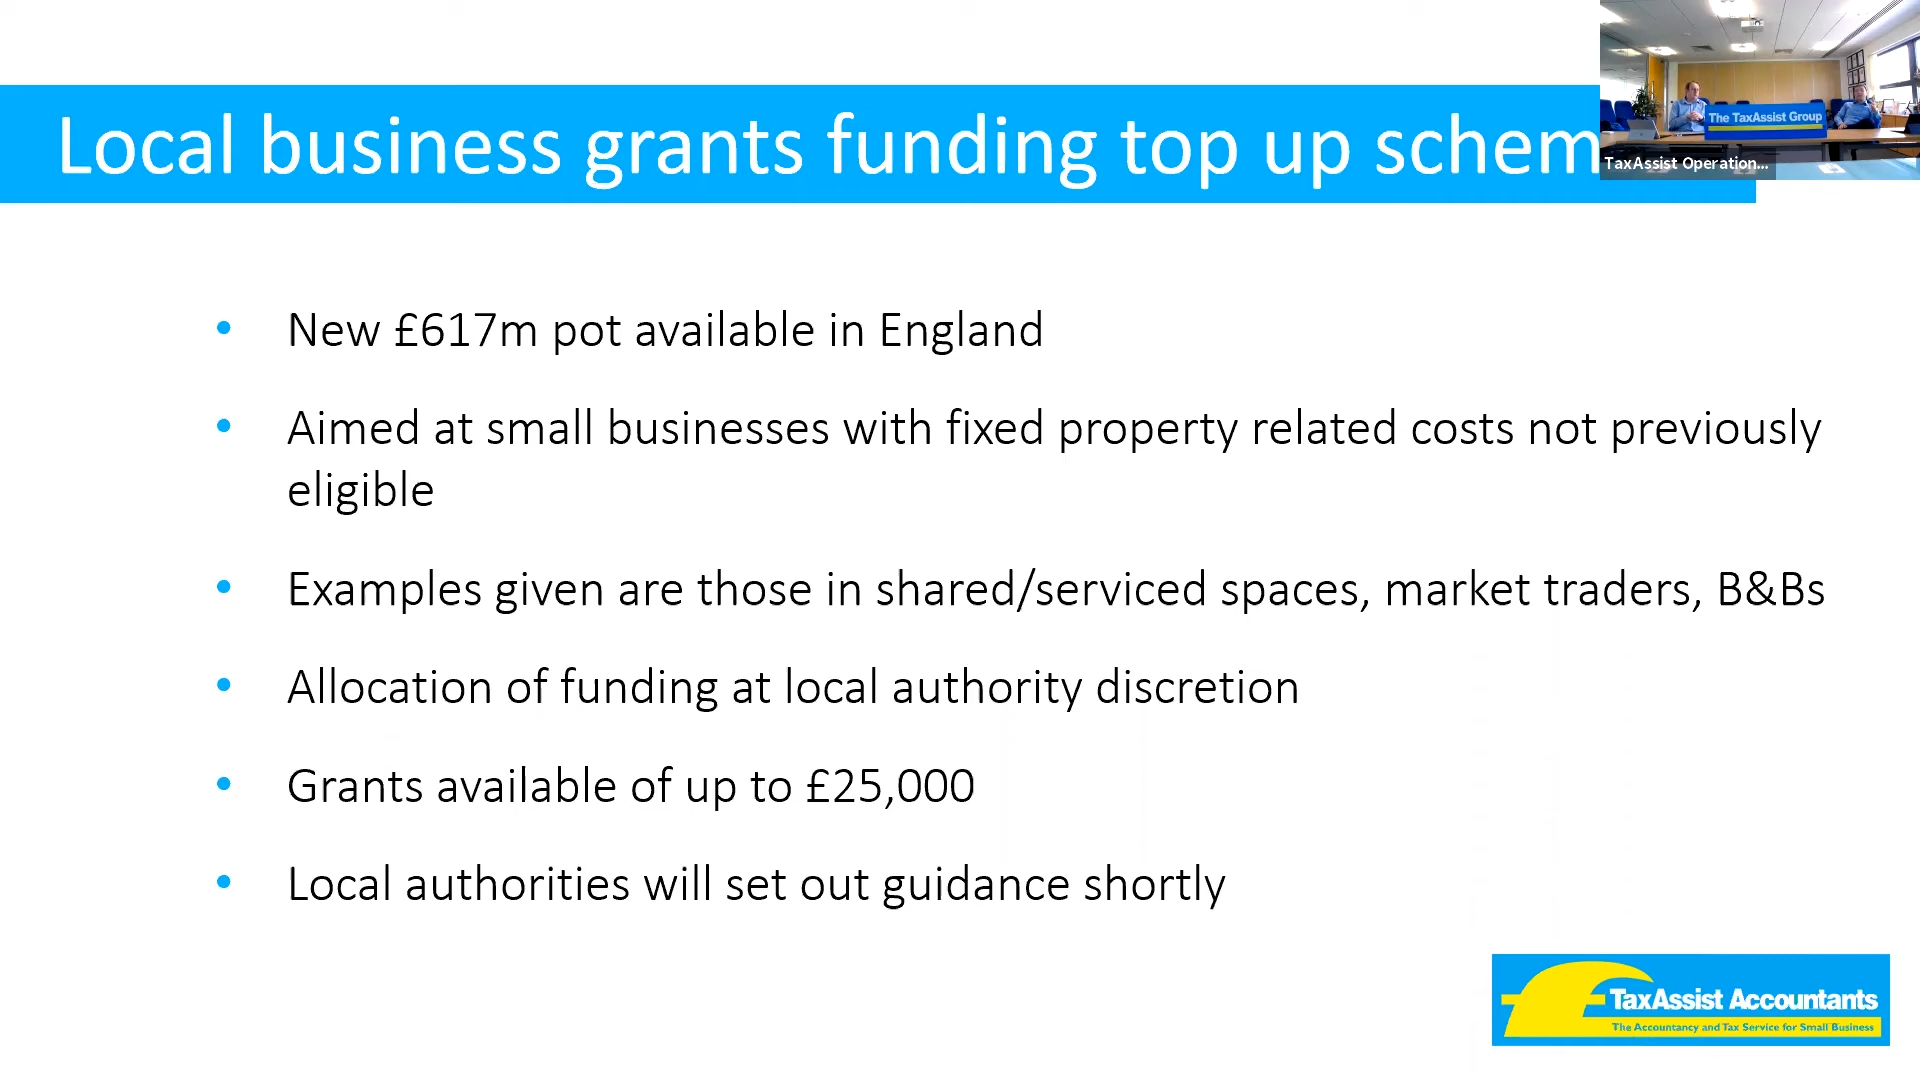 Local business grants funding top up schem
The TaxAssist Group
TaxAssist Operation...
• New £617m pot available in England
• Aimed at small businesses with fixed property related costs not previously
eligible
• Examples given are those in shared/serviced spaces, market traders, B&Bs
• Allocation of funding at local authority discretion
• Grants available of up to £25,000
• Local authorities will set out guidance shortly
TaxAssist Accountants
The Accountancy and Tax Service for Small Business